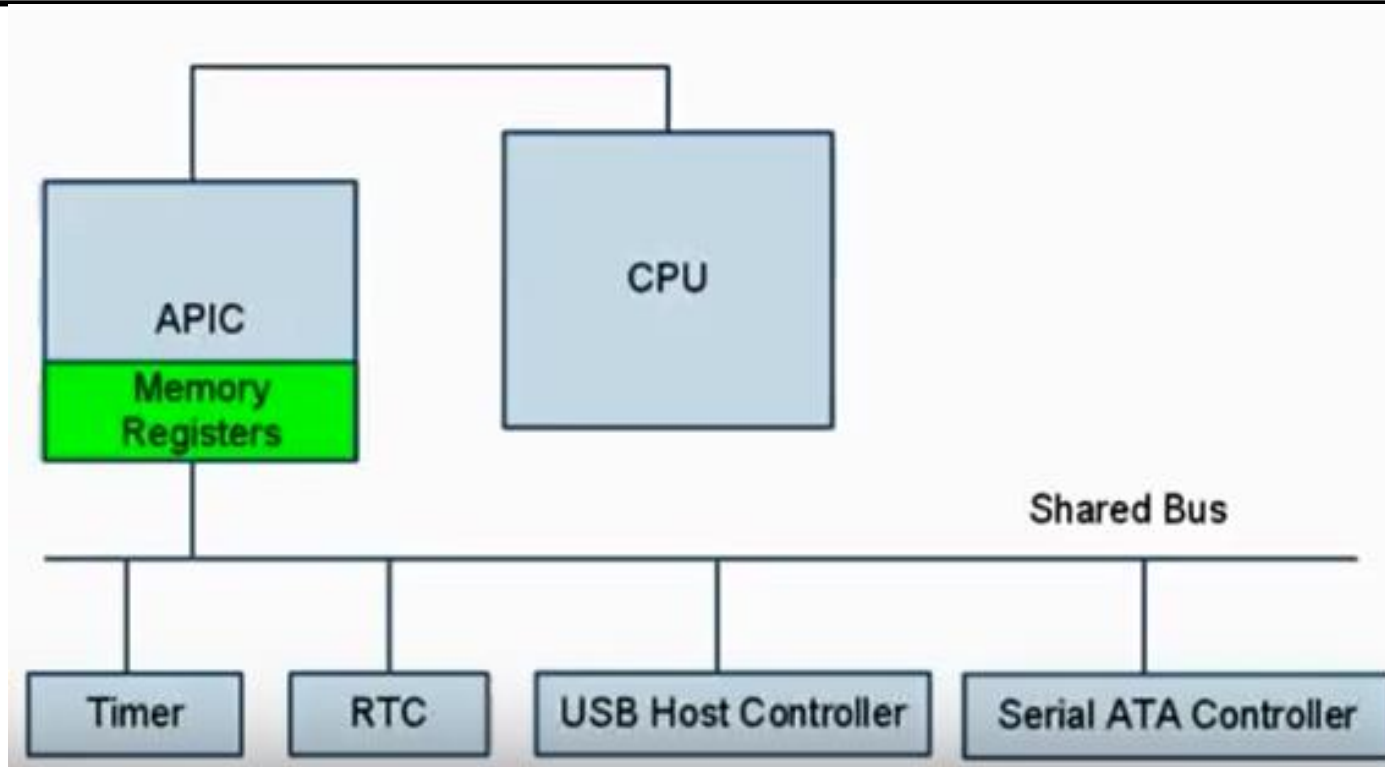 CPU
APIC
Memory
Registers
Shared Bus
Timer
RTC
USB Host Controller
Serial ATA Controller